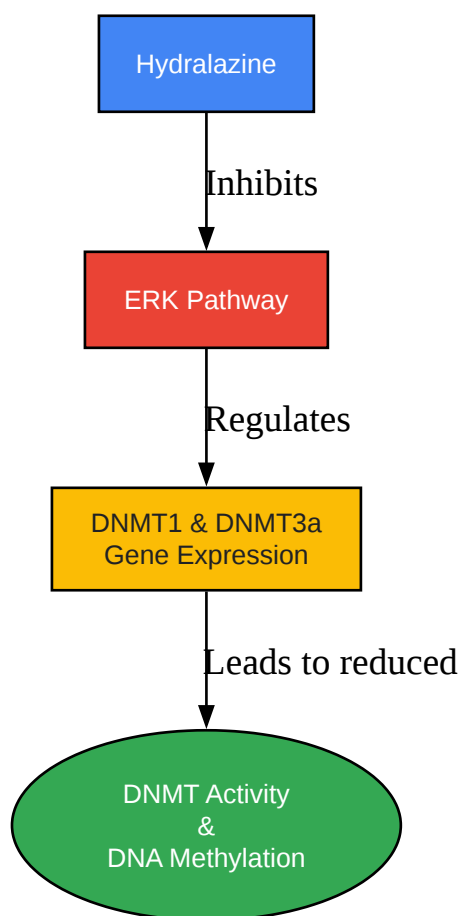 Hydralazine
Inhibits
ERK Pathway
Regulates
DNMT1 & DNMT3a
Gene Expression
Leads to reduced
DNMT Activity
&
DNA Methylation